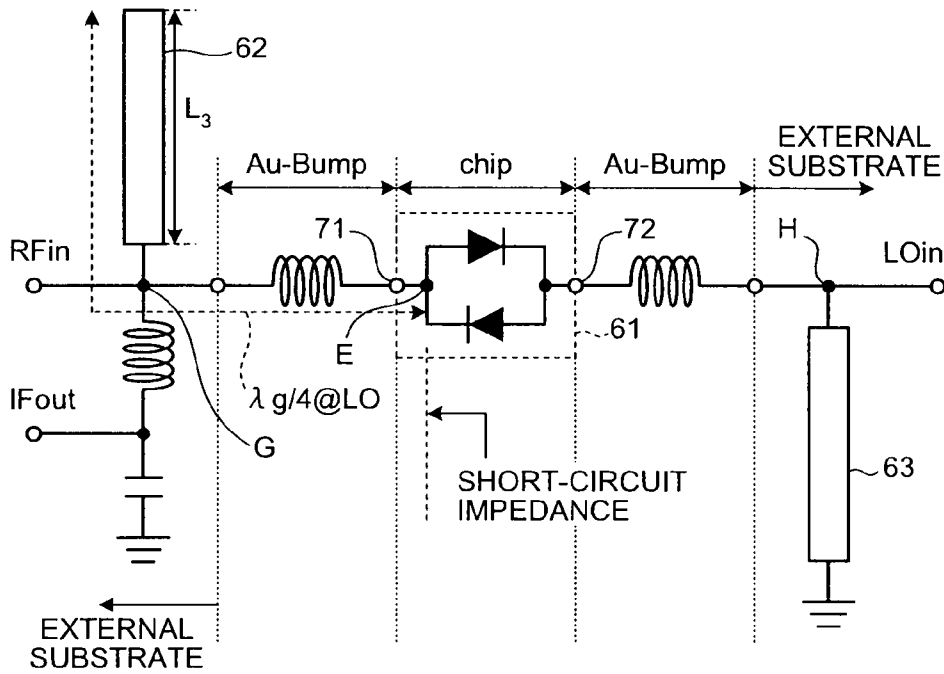 62
L3
EXTERNAL
SUBSTRATE
Au-Bump
chip
Au-Bump
RFin
71
72
H
LOin
E
61
IFout
λ g/4@LO
G
SHORT-CIRCUIT
IMPEDANCE
63
EXTERNAL
SUBSTRATE